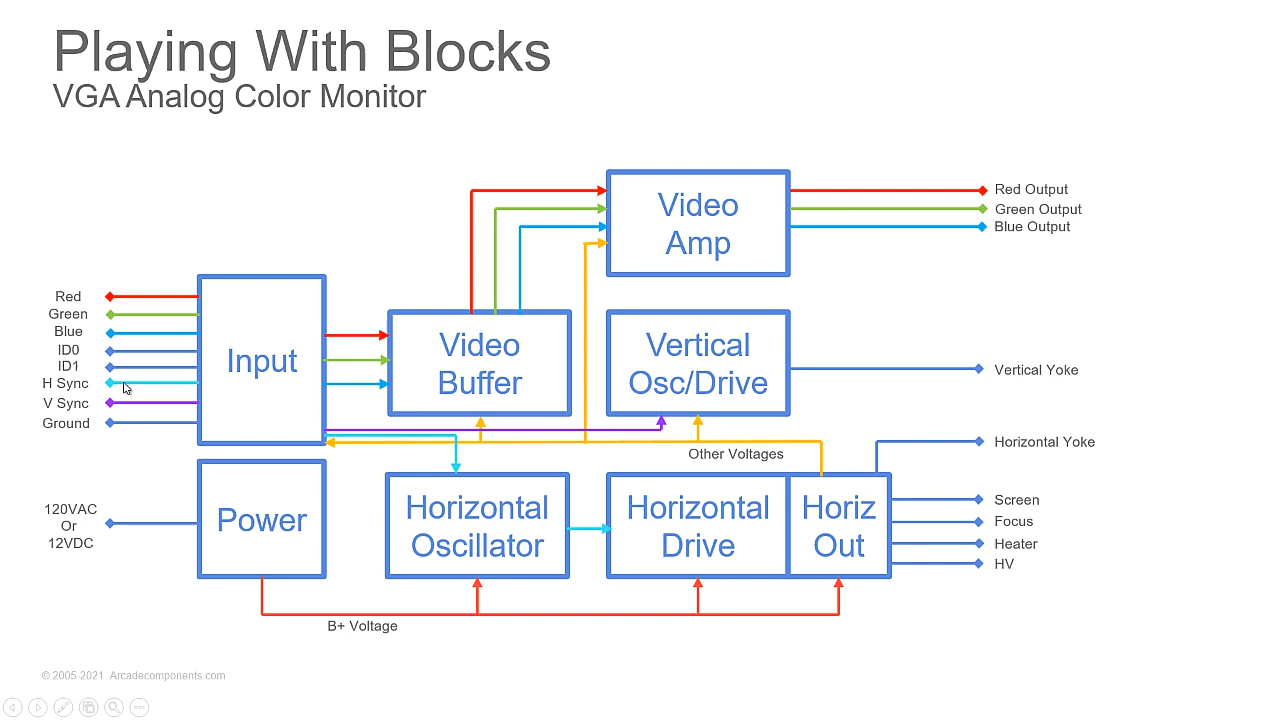 Playing With Blocks
VGA Analog Color Monitor
Red
Green
Blue
ID0
ID1
H Sync
V Sync
Ground
120VAC
Or
12VDC
Input
Power
Video
Buffer
Video
Amp
Vertical
Osc/Drive
Horizontal
Oscillator
Horizontal
Drive
Horiz
Out
Other Voltages
B+ Voltage
Red Output
Green Output
Blue Output
Vertical Yoke
Horizontal Yoke
Screen
Focus
Heater
HV
© 2005-2021 Arcadecomponents.com